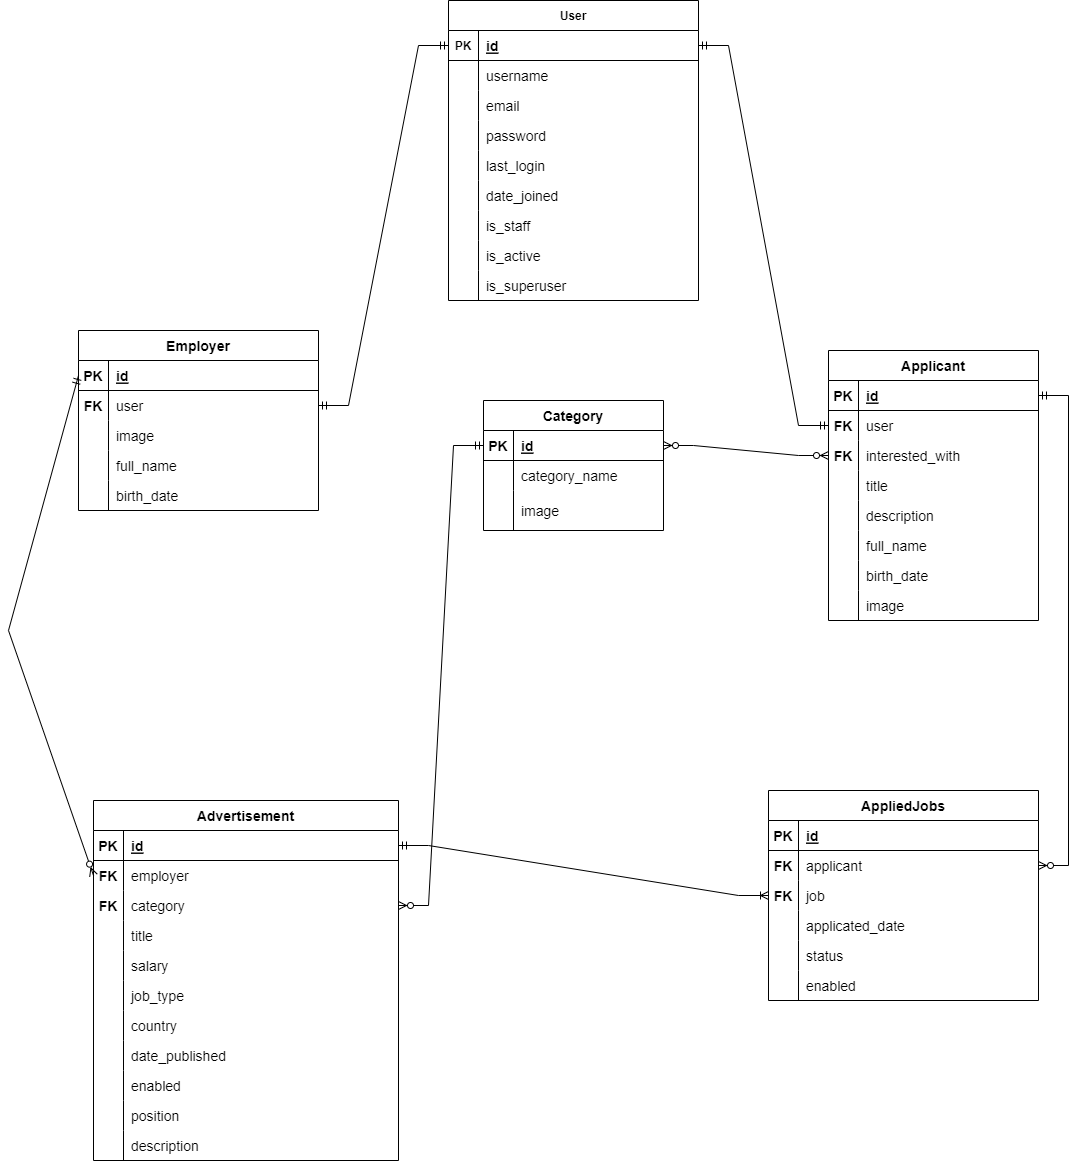 User
PK id
username
email
password
last_login
date_joined
is_staff
is_active
is_superuser
Employer
PK id
FK user
image
full_name
birth_date
Category
PK id
category_name
image
Applicant
PK id
FK user
FK interested_with
title
description
full_name
birth_date
image
Advertisement
PK id
FK employer
FK category
title
salary
job_type
country
date_published
enabled
position
description
AppliedJobs
PK id
FK applicant
FK job
applicated_date
status
enabled